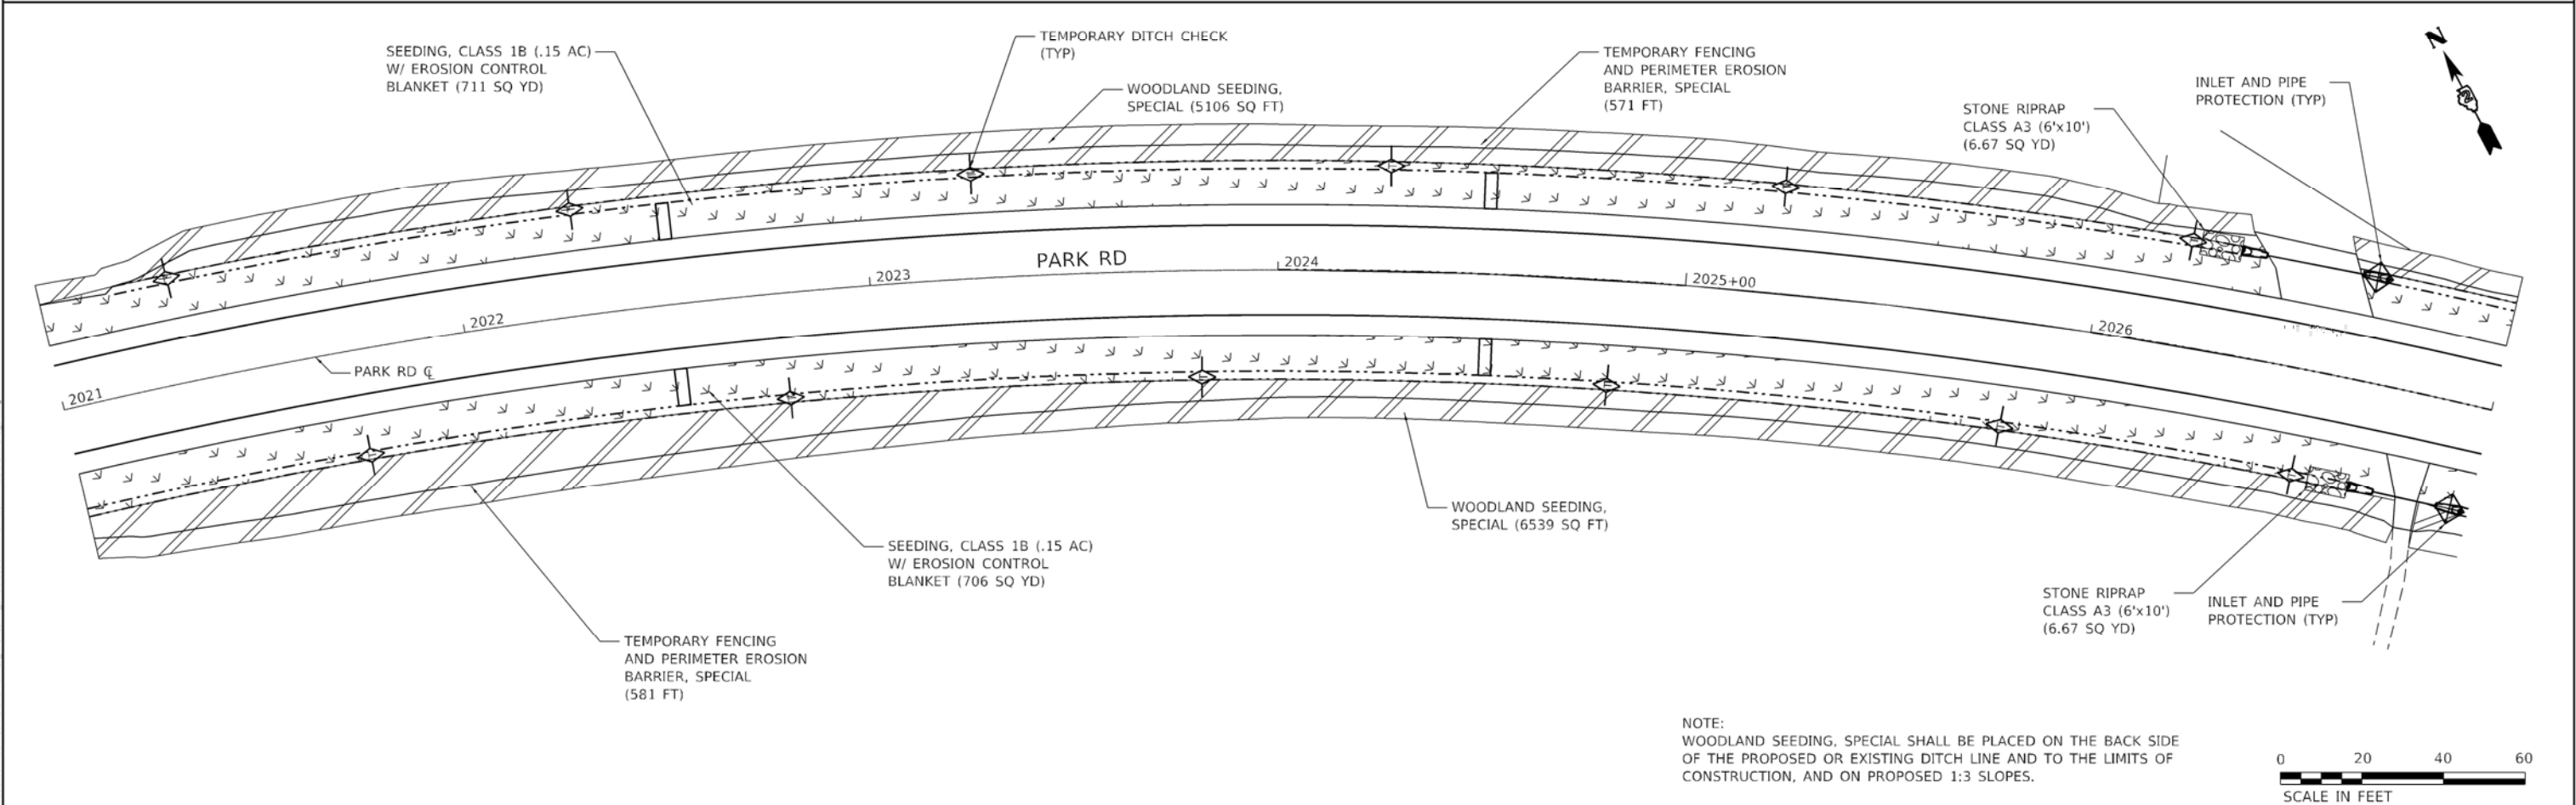 SEEDING, CLASS 1B (.15 AC)
W/ EROSION CONTROL
BLANKET (711 SQ YD)
TEMPORARY DITCH CHECK
(TYP)
WOODLAND SEEDING,
SPECIAL (5106 SQ FT)
TEMPORARY FENCING
AND PERIMETER EROSION
BARRIER, SPECIAL
(571 FT)
STONE RIPRAP
CLASS A3 (6'x10')
(6.67 SQ YD)
INLET AND PIPE
PROTECTION (TYP)
N
2
PARK RD
2021
2022
2023
2024
2025+00
2026
PARK RD ℄
WOODLAND SEEDING,
SPECIAL (6539 SQ FT)
SEEDING, CLASS 1B (.15 AC)
W/ EROSION CONTROL
BLANKET (706 SQ YD)
TEMPORARY FENCING
AND PERIMETER EROSION
BARRIER, SPECIAL
(581 FT)
STONE RIPRAP
CLASS A3 (6'x10')
(6.67 SQ YD)
INLET AND PIPE
PROTECTION (TYP)
NOTE:
WOODLAND SEEDING, SPECIAL SHALL BE PLACED ON THE BACK SIDE
OF THE PROPOSED OR EXISTING DITCH LINE AND TO THE LIMITS OF
CONSTRUCTION, AND ON PROPOSED 1:3 SLOPES.
0 20 40 60
SCALE IN FEET